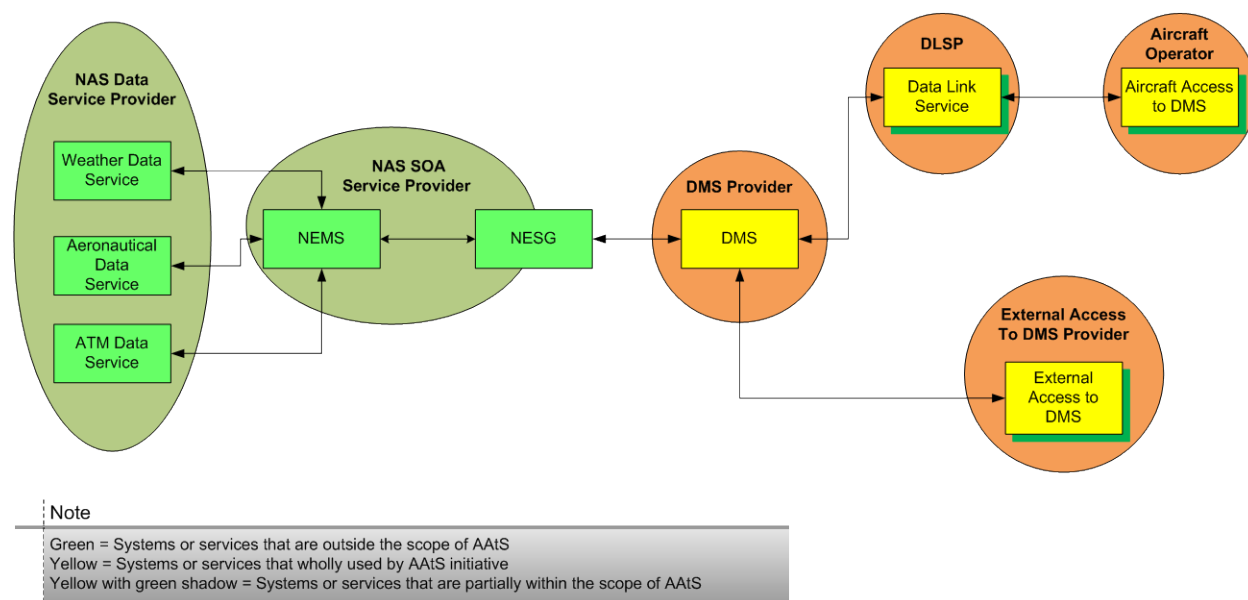 NAS Data
Service Provider
Weather Data
Service
Aeronautical
Data
Service
ATM Data
Service
NAS SOA
Service Provider
NEMS
NESG
DMS Provider
DMS
DLSP
Data Link
Service
Aircraft
Operator
Aircraft Access
to DMS
External Access
To DMS Provider
External
Access to
DMS
Note
Green = Systems or services that are outside the scope of AAtS
Yellow = Systems or services that wholly used by AAtS initiative
Yellow with green shadow = Systems or services that are partially within the scope of AAtS